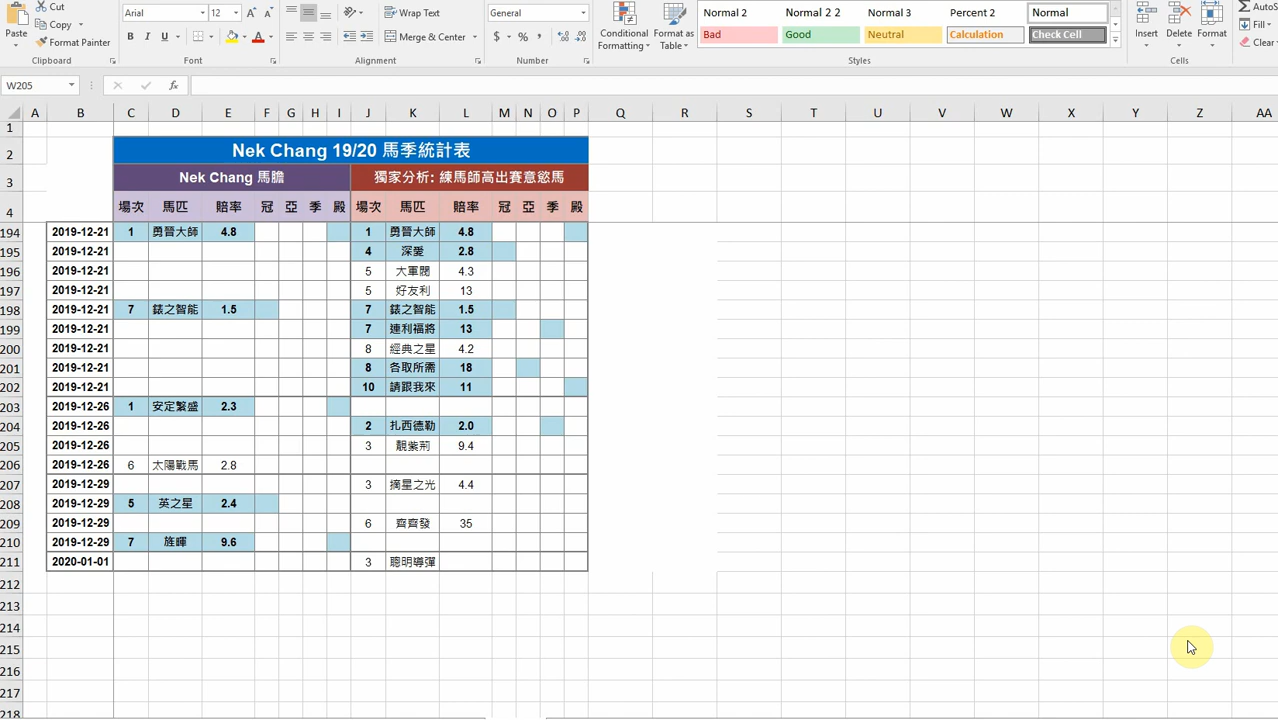 Cut
Copy
Paste
Format Painter
Clipboard
Arial 12
B I U
Font
Wrap Text
Merge & Center
Alignment
General
$ % ,
Number
Conditional Formatting
Format as Table
Normal 2 Normal 2 2 Normal 3 Percent 2 Normal
Bad Good Neutral Calculation Check Cell
Styles
Insert Delete Format
Cells
AutoS
Fill
Clear
W205 fx
A B C D E F G H I J K L M N O P Q R S T U V W X Y Z AA
1
2 Nek Chang 19/20 馬季統計表
3 Nek Chang 馬膽 獨家分析: 練馬師高出賽意慾馬
4 場次 馬匹 賠率 冠 亞 季 殿 場次 馬匹 賠率 冠 亞 季 殿
194 2019-12-21 1 勇晉大師 4.8 1 勇晉大師 4.8
195 2019-12-21 4 深愛 2.8
196 2019-12-21 5 大軍閥 4.3
197 2019-12-21 5 好友利 13
198 2019-12-21 7 錶之智能 1.5 7 錶之智能 1.5
199 2019-12-21 7 連利福將 13
200 2019-12-21 8 經典之星 4.2
201 2019-12-21 8 各取所需 18
202 2019-12-21 10 請跟我來 11
203 2019-12-26 1 安定繁盛 2.3
204 2019-12-26 2 扎西德勒 2.0
205 2019-12-26 3 靚紫荊 9.4
206 2019-12-26 6 太陽戰馬 2.8
207 2019-12-29 3 摘星之光 4.4
208 2019-12-29 5 英之星 2.4
209 2019-12-29 6 齊齊發 35
210 2019-12-29 7 旌暉 9.6
211 2020-01-01 3 聰明導彈
212
213
214
215
216
217
218